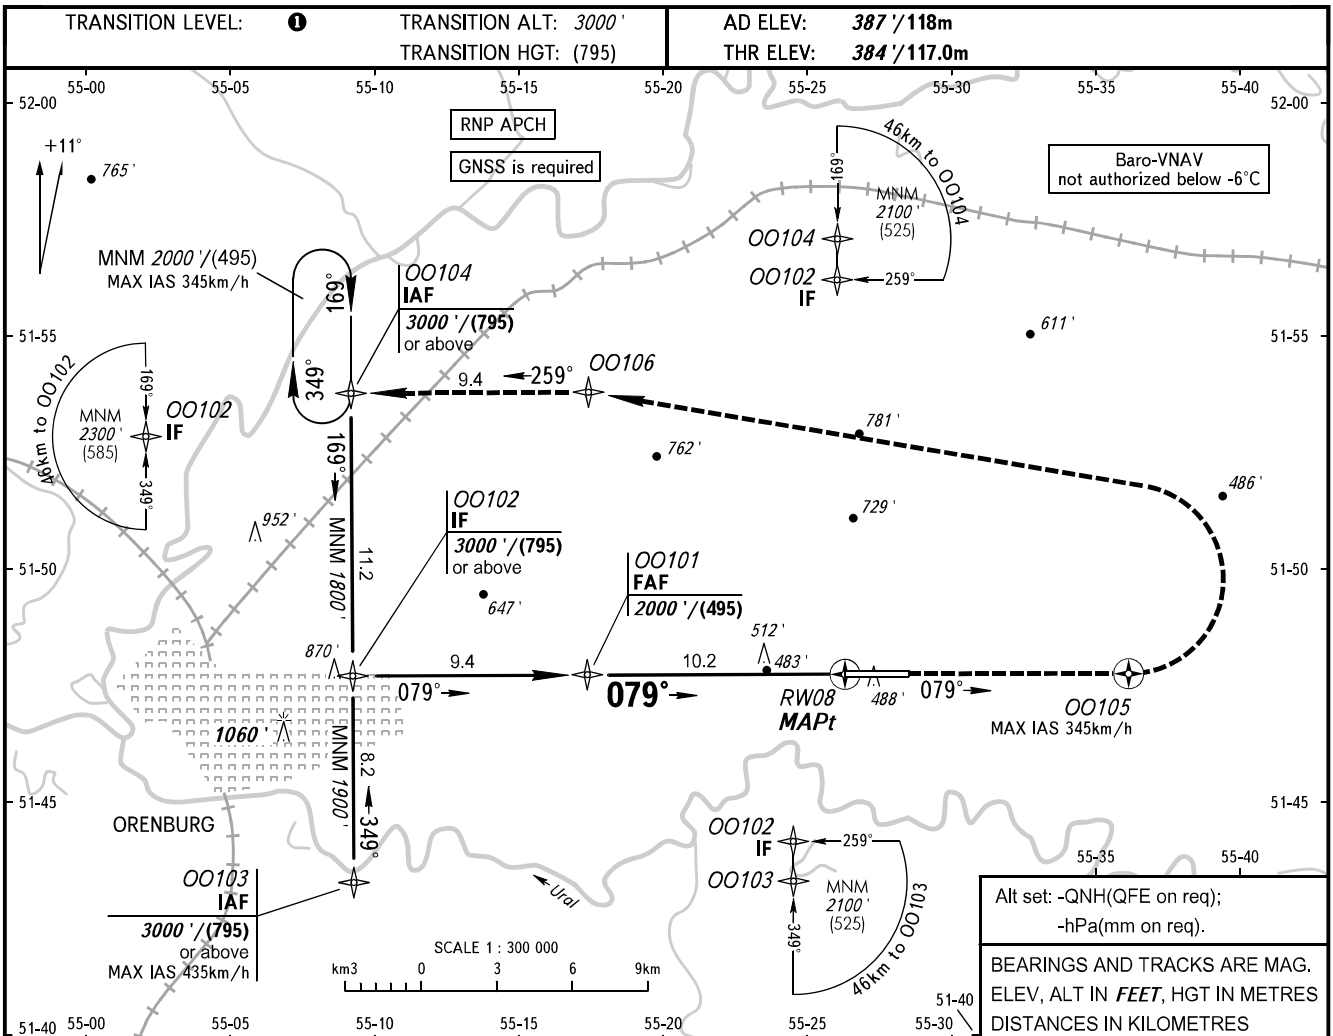 TRANSITION LEVEL: 1 TRANSITION ALT: 3000' AD ELEV: 387'/118m
TRANSITION HGT: (795) THR ELEV: 384'/117.0m
55-00 55-05 55-10 55-15 55-20 55-25 55-30 55-35 55-40
52-00 52-00
RNP APCH
GNSS is required
Baro-VNAV
not authorized below -6°C
+11°
765'
46km to OO104
169°
MNM
2100'
(525)
OO104
OO102
IF
259°
MNM 2000'/(495)
MAX IAS 345km/h
169°
349°
OO104
IAF
3000'/(795)
or above
51-55 51-55
611'
OO106
259°
9.4
46km to OO102
169°
MNM
2300'
(585)
349°
OO102
IF
781'
762'
486'
729'
169°
MNM 1800'
11.2
952'
OO102
IF
3000'/(795)
or above
OO101
FAF
2000'/(495)
51-50 51-50
647'
512'
483'
870'
9.4
10.2
079°
079°
079°
RW08
MAPt
488'
OO105
MAX IAS 345km/h
1060'
MNM 1900'
8.2
349°
51-45 51-45
ORENBURG
OO103
IAF
3000'/(795)
or above
MAX IAS 435km/h
Ural
OO102
IF
OO103
259°
349°
MNM
2100'
(525)
46km to OO103
55-35 55-40
SCALE 1 : 300 000
km3 0 3 6 9km
Alt set: -QNH(QFE on req);
-hPa(mm on req).
BEARINGS AND TRACKS ARE MAG.
ELEV, ALT IN FEET, HGT IN METRES
DISTANCES IN KILOMETRES
51-40 51-40
55-00 55-05 55-10 55-15 55-20 55-25 55-30